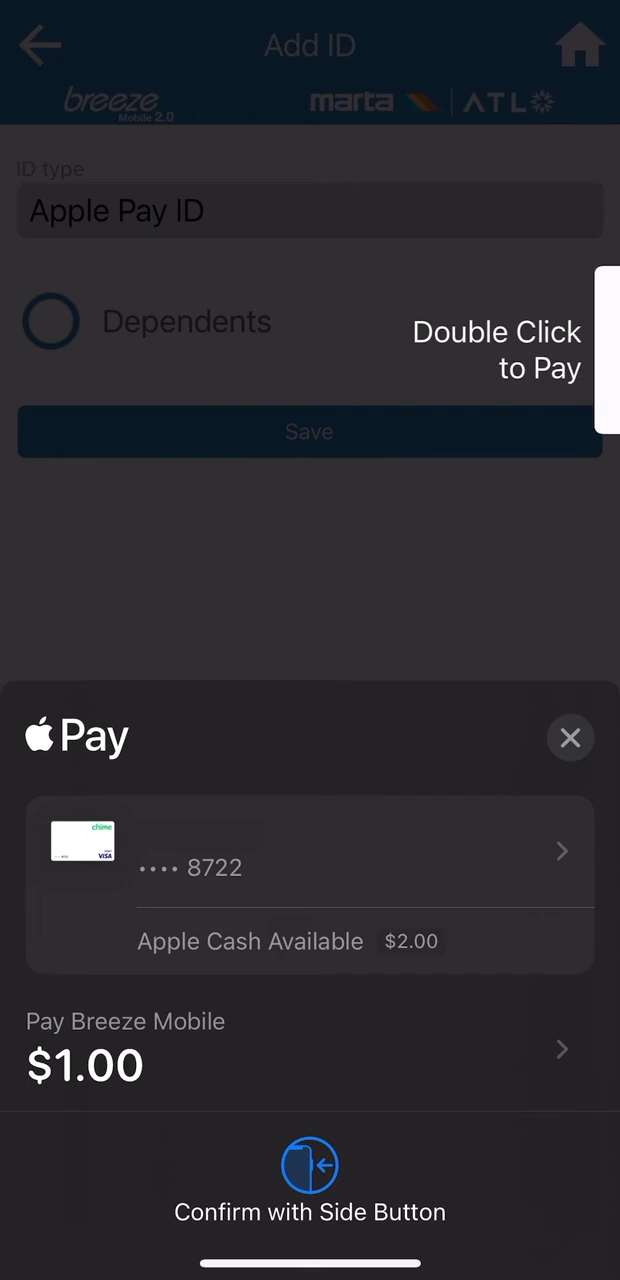 Add ID
breeze
Mobile 2.0
marta
ATL
ID type
Apple Pay ID
Dependents
Double Click
to Pay
Save
Pay
chime
VISA
•••• 8722
Apple Cash Available $2.00
Pay Breeze Mobile
$1.00
Confirm with Side Button